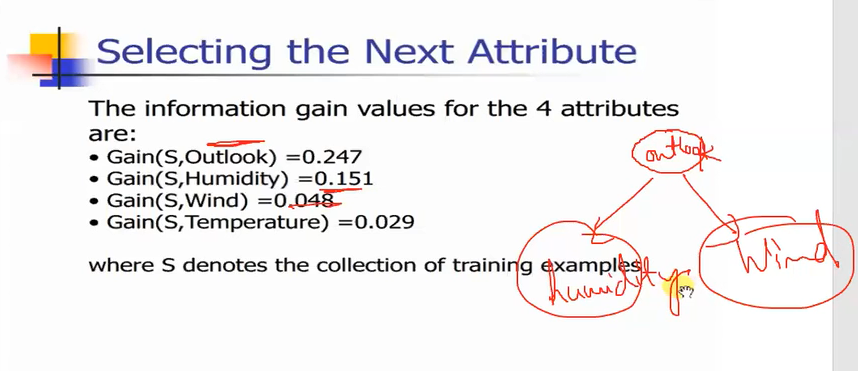 Selecting the Next Attribute
The information gain values for the 4 attributes
are:
• Gain(S,Outlook) =0.247
• Gain(S,Humidity) =0.151
• Gain(S,Wind) =0.048
• Gain(S,Temperature) =0.029
outlook
where S denotes the collection of training examples
humidity
Wind